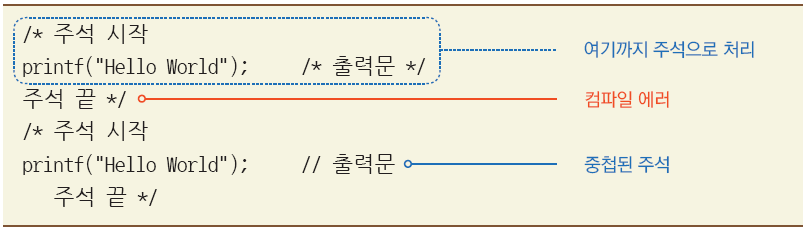 /* 주석 시작
printf("Hello World"); /* 출력문 */ 여기까지 주석으로 처리
주석 끝 */ 컴파일 에러
/* 주석 시작
printf("Hello World"); // 출력문 중첩된 주석
주석 끝 */